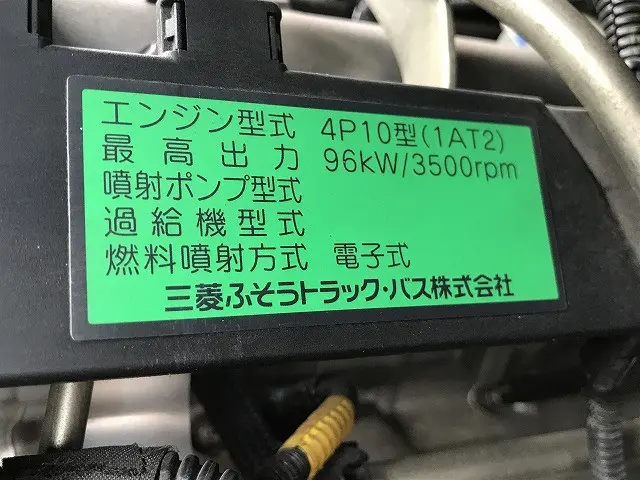 エンジン型式 4P10型(1AT2)
最高出力 96kW/3500rpm
噴射ポンプ型式
過給機型式
燃料噴射方式 電子式
三菱ふそうトラック・バス株式会社